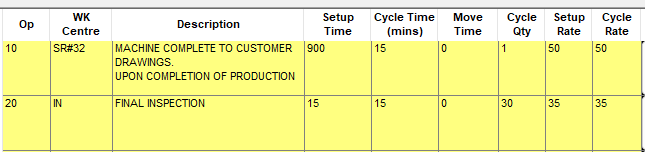 Op WK Centre Description Setup Time Cycle Time (mins) Move Time Cycle Qty Setup Rate Cycle Rate
10 SR#32 MACHINE COMPLETE TO CUSTOMER 900 15 0 1 50 50
DRAWINGS.
UPON COMPLETION OF PRODUCTION
20 IN FINAL INSPECTION 15 15 0 30 35 35